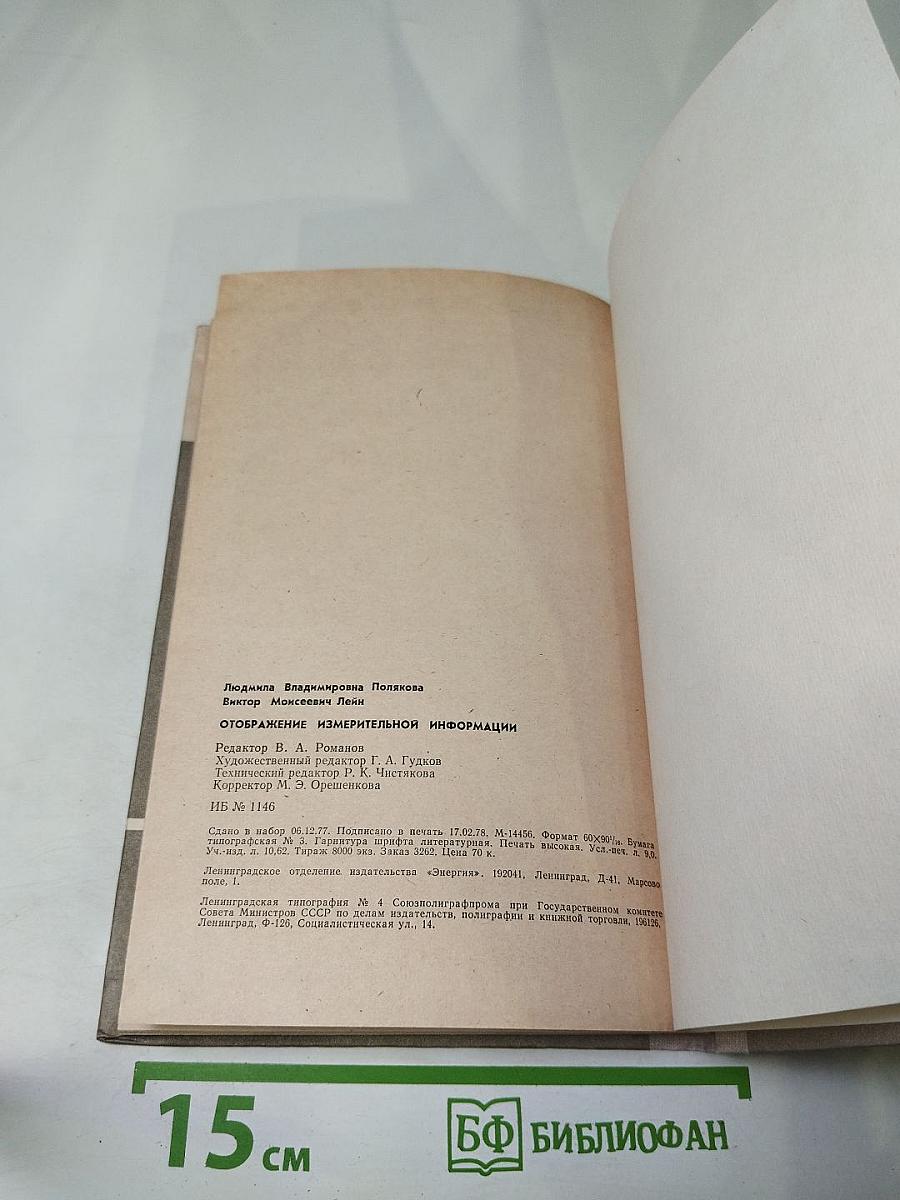 Людмила Владимировна Полякова
Виктор Моисеевич Лейн
ОТОБРАЖЕНИЕ ИЗМЕРИТЕЛЬНОЙ ИНФОРМАЦИИ
Редактор В. А. Романов
Художественный редактор Г. А. Гудков
Технический редактор Р. К. Чистякова
Корректор М. Э. Орешенкова
ИБ № 1146
Сдано в набор 06.12.77. Подписано в печать 17.02.78. М-14456. Формат 60×90¹/₁₆. Бумага
типографская № 3. Гарнитура шрифта литературная. Печать высокая. Усл.-печ. л. 9,0.
Уч.-изд. л. 10,62. Тираж 8000 экз. Заказ 3262. Цена 70 к.
Ленинградское отделение издательства «Энергия». 192041, Ленинград, Д-41, Марсово
поле, 1.
Ленинградская типография № 4 Союзполиграфпрома при Государственном комитете
Совета Министров СССР по делам издательств, полиграфии и книжной торговли, 196126,
Ленинград, Ф-126, Социалистическая ул., 14.
15 см
БФ БИБЛИОФАН